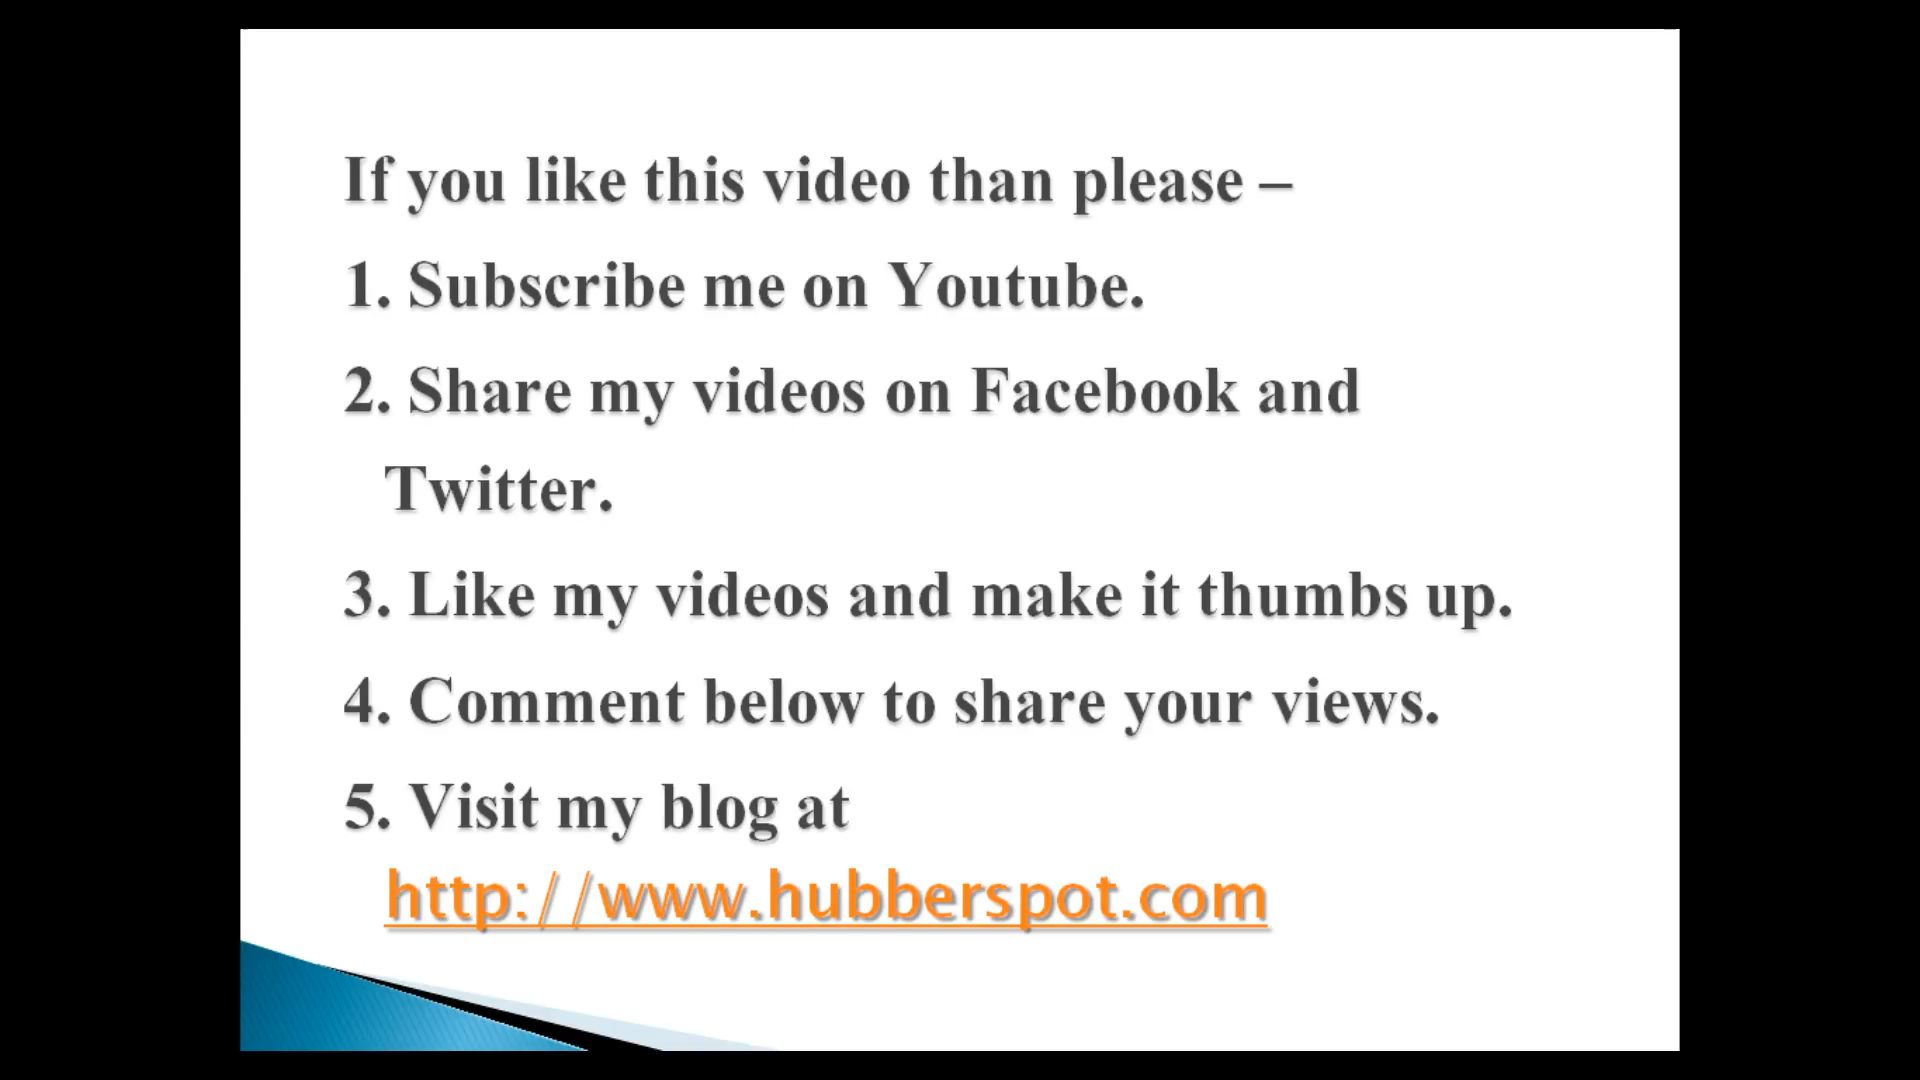 If you like this video than please –
1. Subscribe me on Youtube.
2. Share my videos on Facebook and
Twitter.
3. Like my videos and make it thumbs up.
4. Comment below to share your views.
5. Visit my blog at
http://www.hubberspot.com